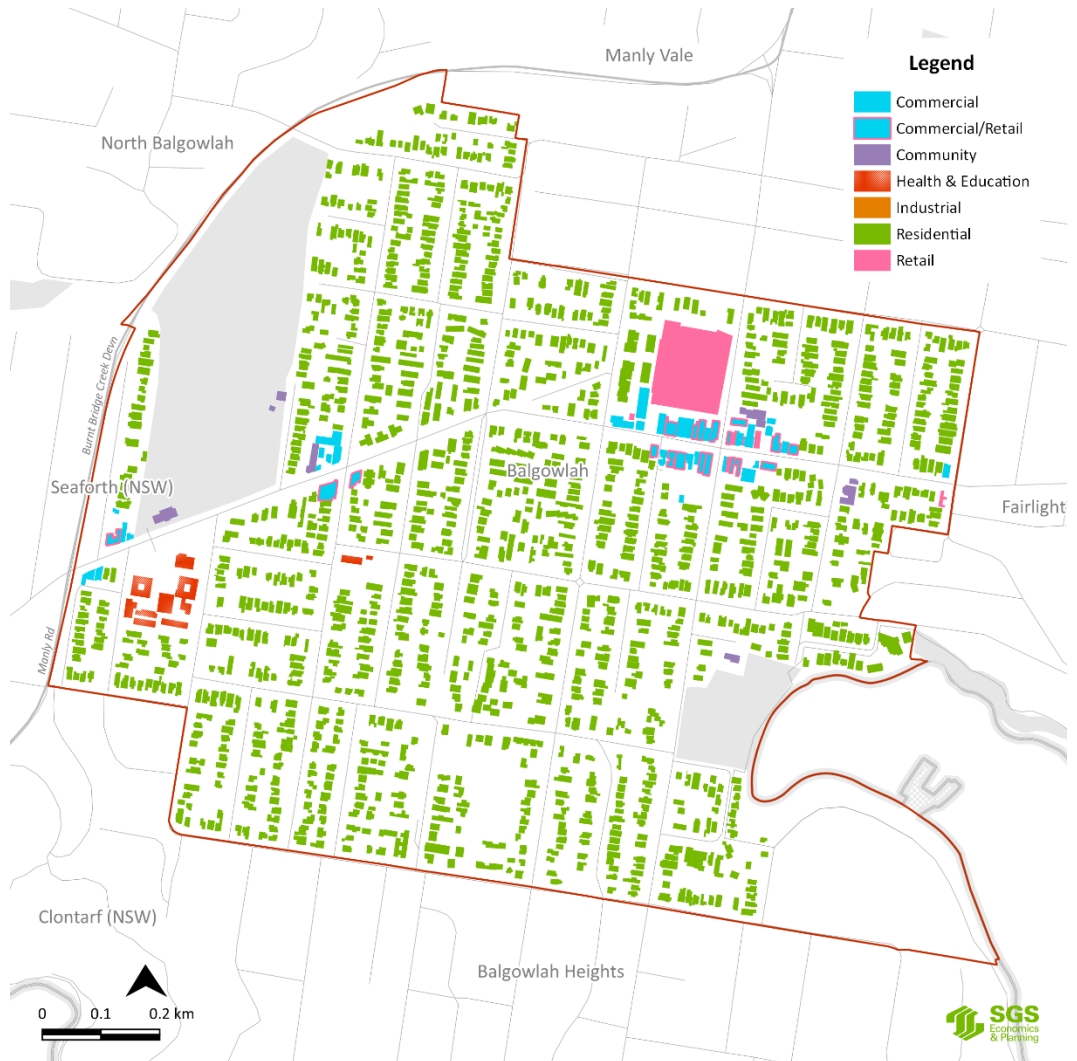 Manly Vale
Legend
Commercial
Commercial/Retail
Community
Health & Education
Industrial
Residential
Retail
North Balgowlah
Burnt Bridge Creek Devn
Seaforth (NSW)
Balgowlah
Fairlight
Manly Rd
Clontarf (NSW)
Balgowlah Heights
0 0.1 0.2 km
SGS
Economics
& Planning